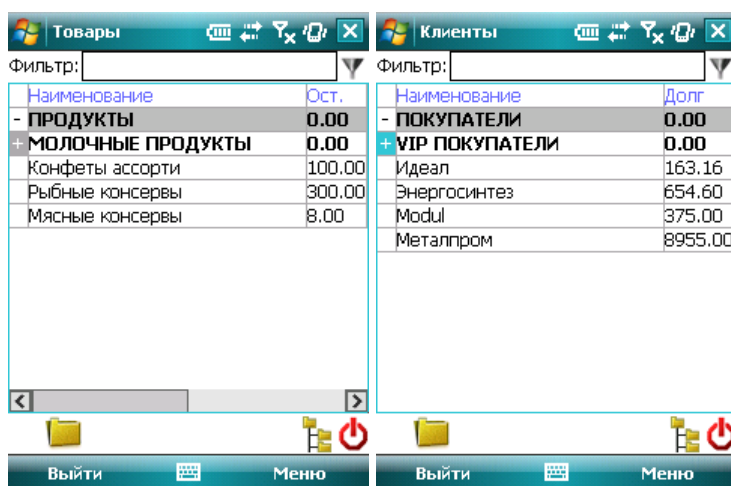 Товары
Фильтр:
Наименование Ост.
- ПРОДУКТЫ 0.00
+ МОЛОЧНЫЕ ПРОДУКТЫ 0.00
Конфеты ассорти 100.00
Рыбные консервы 300.00
Мясные консервы 8.00
Выйти Меню
Клиенты
Фильтр:
Наименование Долг
- ПОКУПАТЕЛИ 0.00
+ VIP ПОКУПАТЕЛИ 0.00
Идеал 163.16
Энергосинтез 654.60
Modul 375.00
Металпром 8955.00
Выйти Меню